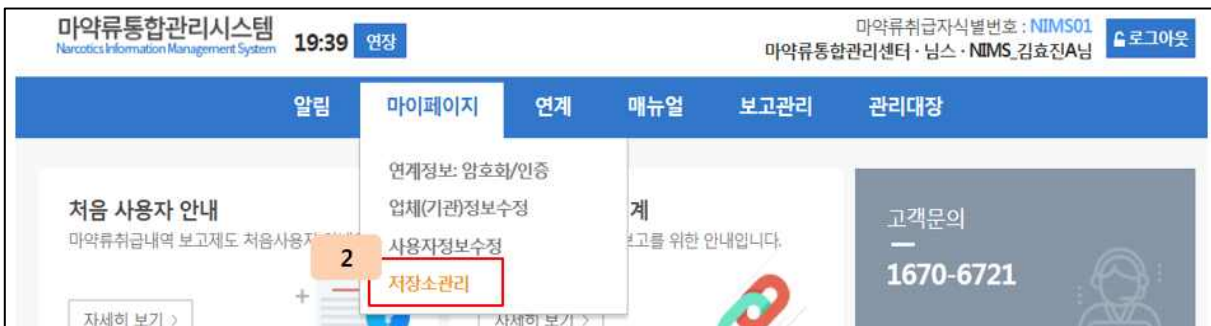 마약류통합관리시스템
Narcotics Information Management System
19:39 연장
마약류취급자식별번호 : NIMS01
마약류통합관리센터 · 님스 · NIMS_김효진A님
로그아웃
알림 마이페이지 연계 매뉴얼 보고관리 관리대장
연계정보: 암호화/인증
업체(기관)정보수정
사용자정보수정
저장소관리
2
처음 사용자 안내
마약류취급내역 보고제도 처음사용자
자세히 보기 >
계
보고를 위한 안내입니다.
자세히 보기 >
고객문의
1670-6721